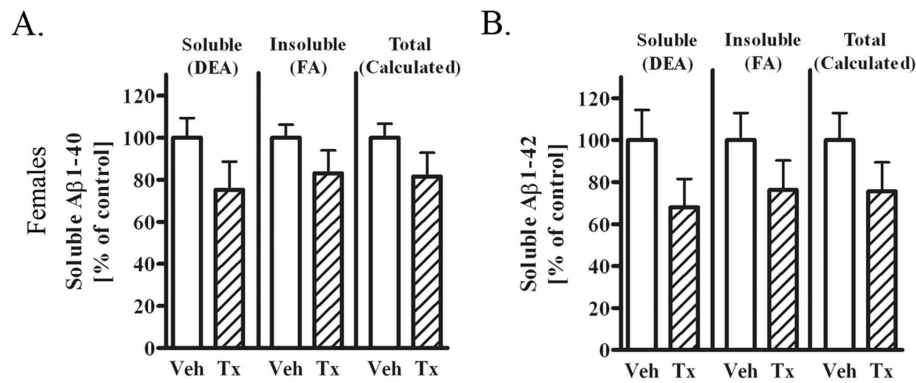 A.
Soluble
(DEA)
Insoluble
(FA)
Total
(Calculated)
Females
Soluble Aβ1-40
[% of control]
120
100
80
60
40
20
0
Veh Tx Veh Tx Veh Tx
B.
Soluble
(DEA)
Insoluble
(FA)
Total
(Calculated)
Soluble Aβ1-42
[% of control]
120
100
80
60
40
20
0
Veh Tx Veh Tx Veh Tx